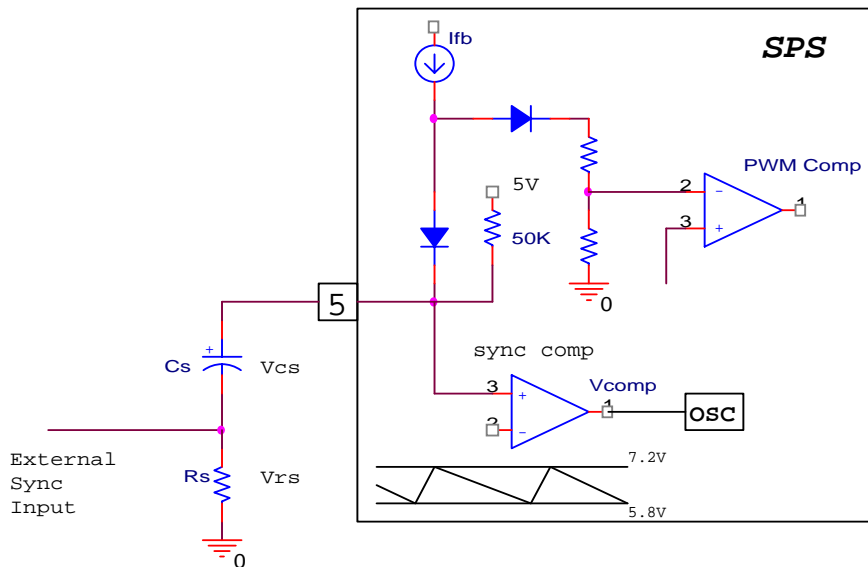 Ifb
SPS
PWM Comp
2
-
1
3
+
5V
50K
0
5
sync comp
Cs
+
Vcs
3
+
Vcomp
1
2
-
OSC
External
Sync
Input
Rs
Vrs
7.2V
5.8V
0